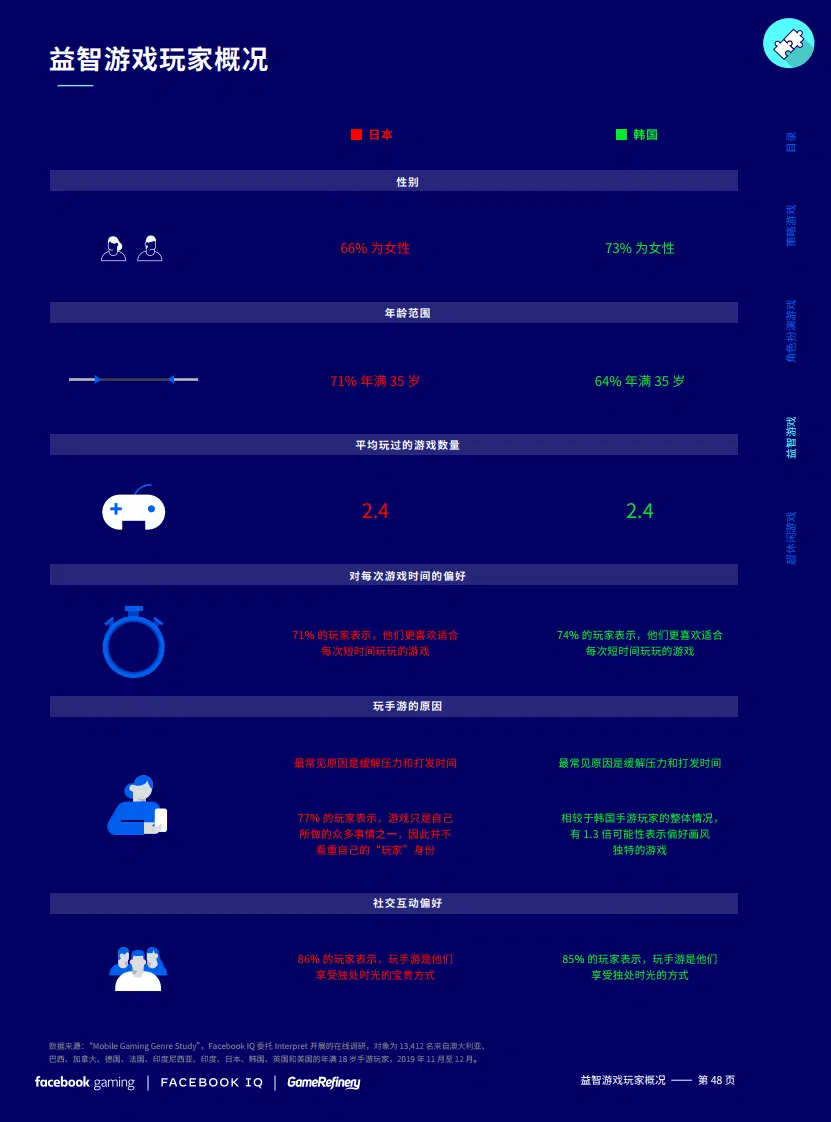 益智游戏玩家概况
日本
韩国
性别
66% 为女性
73% 为女性
年龄范围
71% 年满 35 岁
64% 年满 35 岁
平均玩过的游戏数量
2.4
2.4
对每次游戏时间的偏好
71% 的玩家表示，他们更喜欢适合
每次短时间玩玩的游戏
74% 的玩家表示，他们更喜欢适合
每次短时间玩玩的游戏
玩手游的原因
最常见原因是缓解压力和打发时间
最常见原因是缓解压力和打发时间
77% 的玩家表示，游戏只是自己
所做的众多事情之一，因此并不
看重自己的“玩家”身份
相较于韩国手游玩家的整体情况，
有 1.3 倍可能性表示偏好画风
独特的游戏
社交互动偏好
86% 的玩家表示，玩手游是他们
享受独处时光的宝贵方式
85% 的玩家表示，玩手游是他们
享受独处时光的方式
数据来源：“Mobile Gaming Genre Study”，Facebook IQ 委托 Interpret 开展的在线调研，对象为 13,412 名来自澳大利亚、
巴西、加拿大、德国、法国、印度尼西亚、印度、日本、韩国、英国和美国的年满 18 岁手游玩家，2019 年 11 月至 12 月。
facebook gaming | FACEBOOK IQ | GameRefinery
益智游戏玩家概况 —— 第 48 页
目录
策略游戏
角色扮演游戏
益智游戏
超休闲游戏